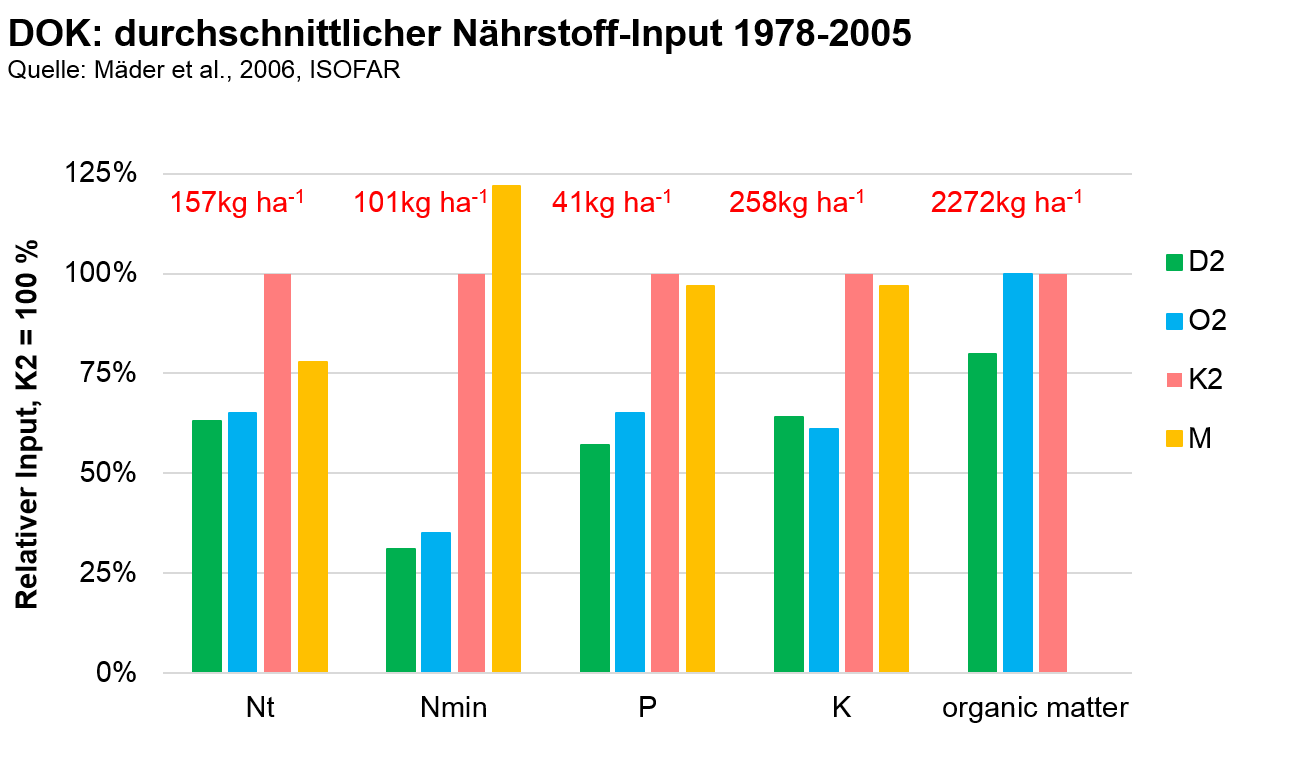 DOK: durchschnittlicher Nährstoff-Input 1978-2005
Quelle: Mäder et al., 2006, ISOFAR
Relativer Input, K2 = 100 %
125%
100%
75%
50%
25%
0%
157kg ha⁻¹
101kg ha⁻¹
41kg ha⁻¹
258kg ha⁻¹
2272kg ha⁻¹
Nt
Nmin
P
K
organic matter
D2
O2
K2
M